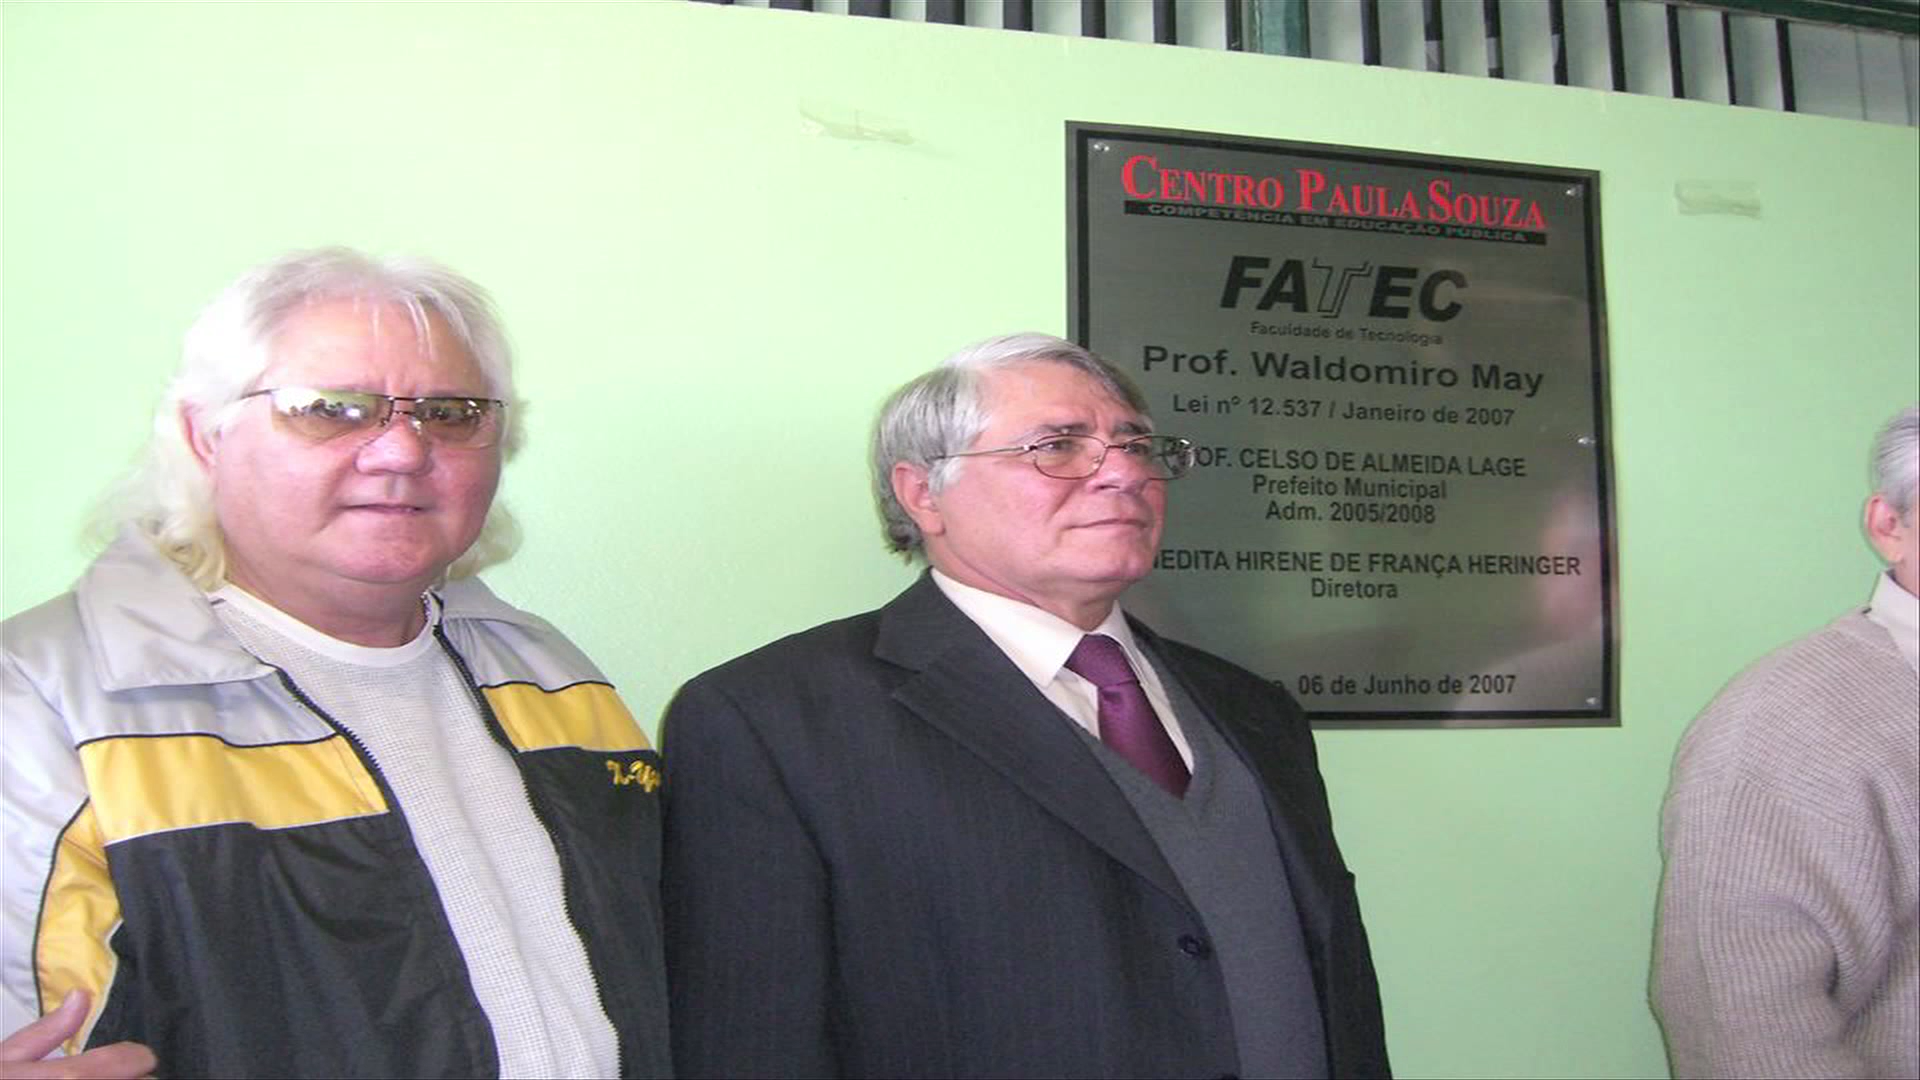 CENTRO PAULA SOUZA
COMPETÊNCIA EM EDUCAÇÃO PÚBLICA
FATEC
Faculdade de Tecnologia
Prof. Waldomiro May
Lei nº 12.537 / Janeiro de 2007
CELSO DE ALMEIDA LAGE
Prefeito Municipal
Adm. 2005/2008
HIRENE DE FRANÇA HERINGER
Diretora
06 de Junho de 2007